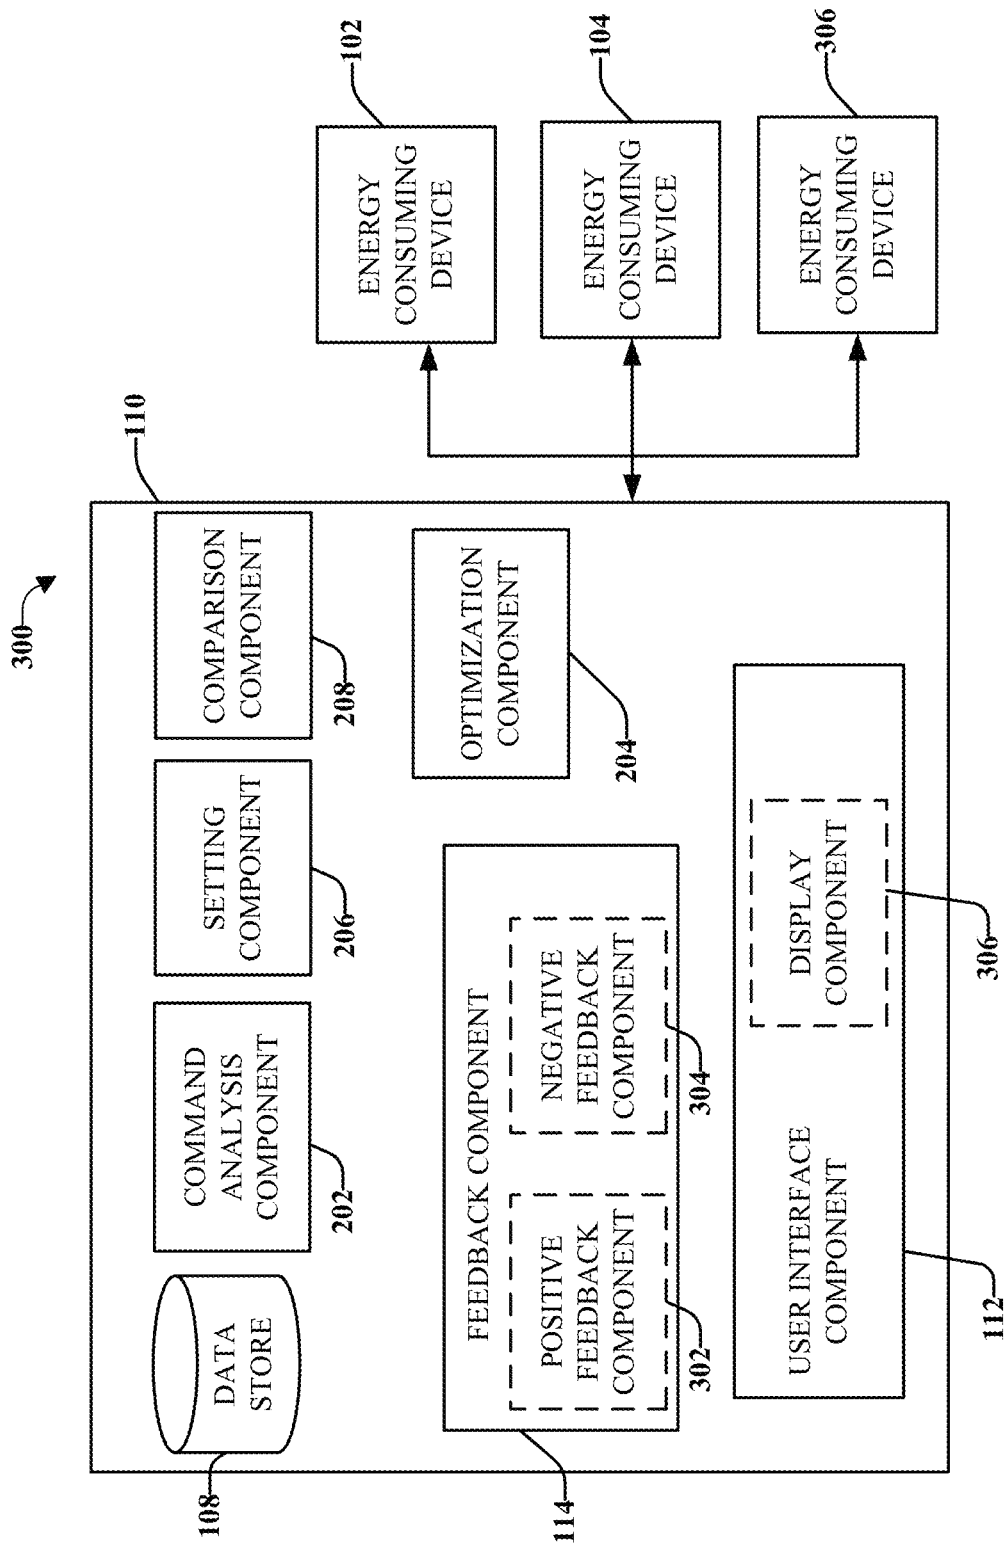 300
110
108
DATA
STORE
COMMAND
ANALYSIS
COMPONENT
202
SETTING
COMPONENT
206
COMPARISON
COMPONENT
208
114
FEEDBACK COMPONENT
POSITIVE
FEEDBACK
COMPONENT
302
NEGATIVE
FEEDBACK
COMPONENT
304
OPTIMIZATION
COMPONENT
204
USER INTERFACE
COMPONENT
112
DISPLAY
COMPONENT
306
ENERGY
CONSUMING
DEVICE
102
ENERGY
CONSUMING
DEVICE
104
ENERGY
CONSUMING
DEVICE
306